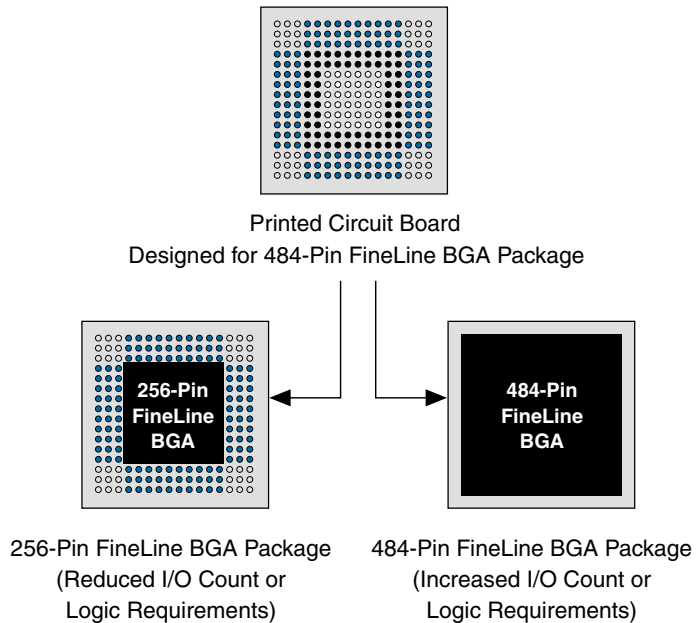 Printed Circuit Board
Designed for 484-Pin FineLine BGA Package
256-Pin
FineLine
BGA
484-Pin
FineLine
BGA
256-Pin FineLine BGA Package
(Reduced I/O Count or
Logic Requirements)
484-Pin FineLine BGA Package
(Increased I/O Count or
Logic Requirements)